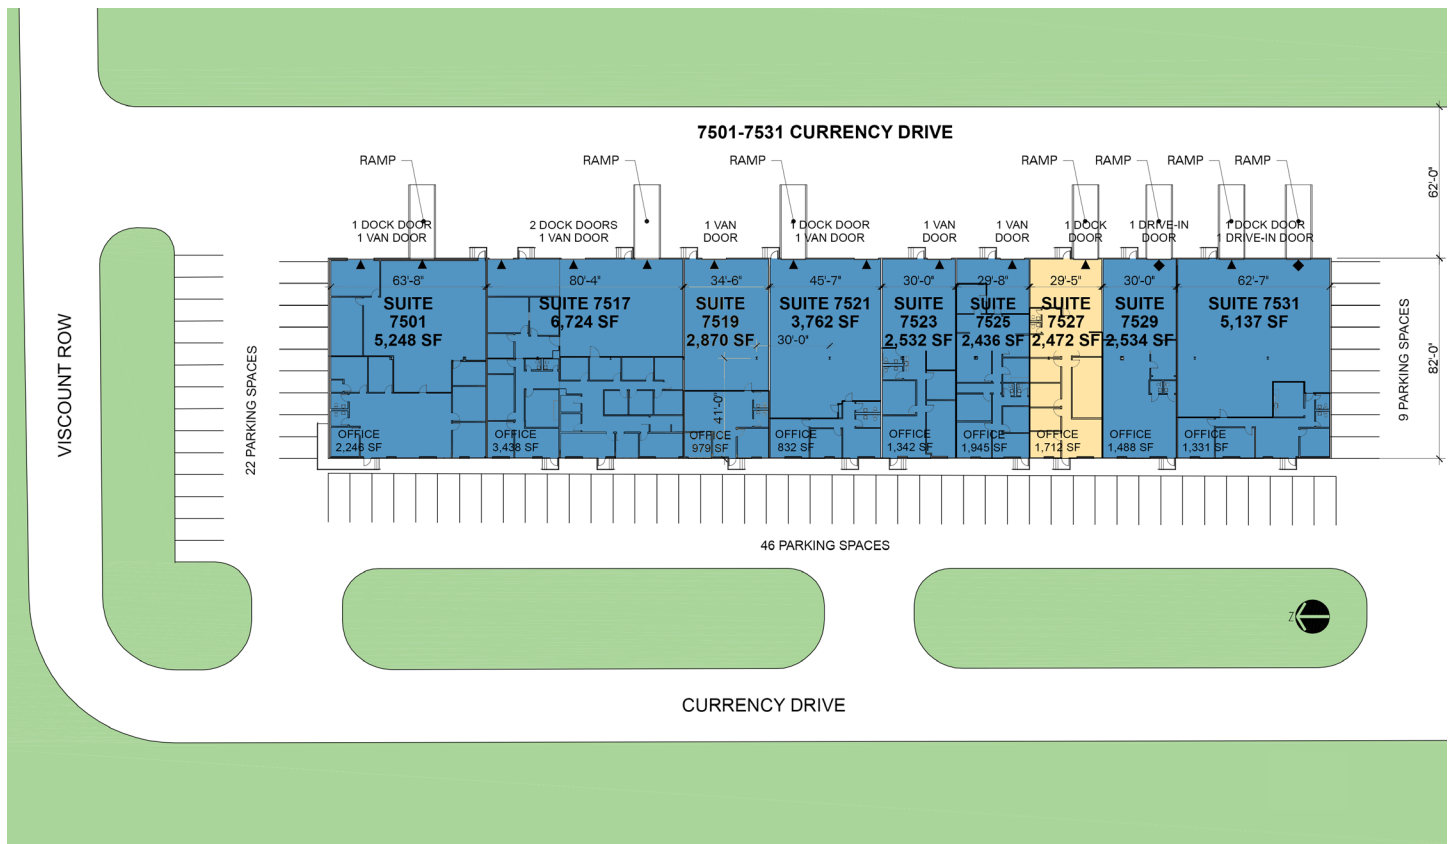 7501-7531 CURRENCY DRIVE
RAMP
RAMP
RAMP
RAMP
RAMP
RAMP
RAMP
62'-0"
1 DOCK DOOR
1 VAN DOOR
2 DOCK DOORS
1 VAN DOOR
1 VAN
DOOR
1 DOCK DOOR
1 VAN DOOR
1 VAN
DOOR
1 VAN
DOOR
1 DOCK
DOOR
1 DRIVE-IN
DOOR
1 DOCK DOOR
1 DRIVE-IN DOOR
63'-8"
SUITE
7501
5,248 SF
OFFICE
2,246 SF
80'-4"
SUITE 7517
6,724 SF
OFFICE
3,438 SF
34'-6"
SUITE
7519
2,870 SF
41'-0"
OFFICE
979 SF
45'-7"
SUITE 7521
3,762 SF
30'-0"
OFFICE
832 SF
30'-0"
SUITE
7523
2,532 SF
OFFICE
1,342 SF
29'-8"
SUITE
7525
2,436 SF
OFFICE
1,945 SF
29'-5"
SUITE
7527
2,472 SF
OFFICE
1,712 SF
30'-0"
SUITE
7529
2,534 SF
OFFICE
1,488 SF
62'-7"
SUITE 7531
5,137 SF
OFFICE
1,331 SF
82'-0"
9 PARKING SPACES
VISCOUNT ROW
22 PARKING SPACES
46 PARKING SPACES
N
CURRENCY DRIVE